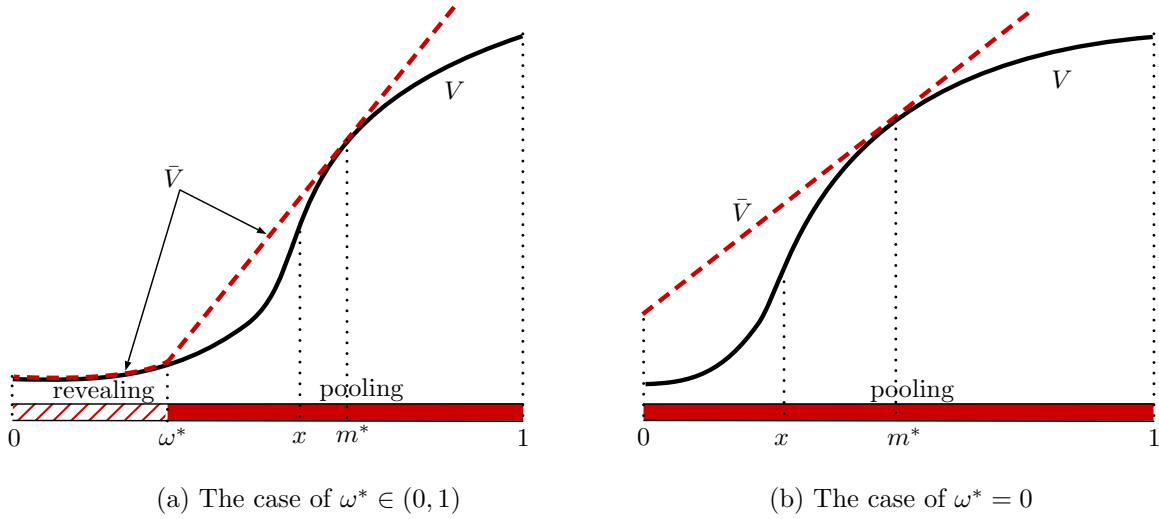 V
V̄
revealing
pooling
0
ω*
x
m*
1
(a) The case of ω* ∈ (0, 1)
V
V̄
pooling
0
x
m*
1
(b) The case of ω* = 0